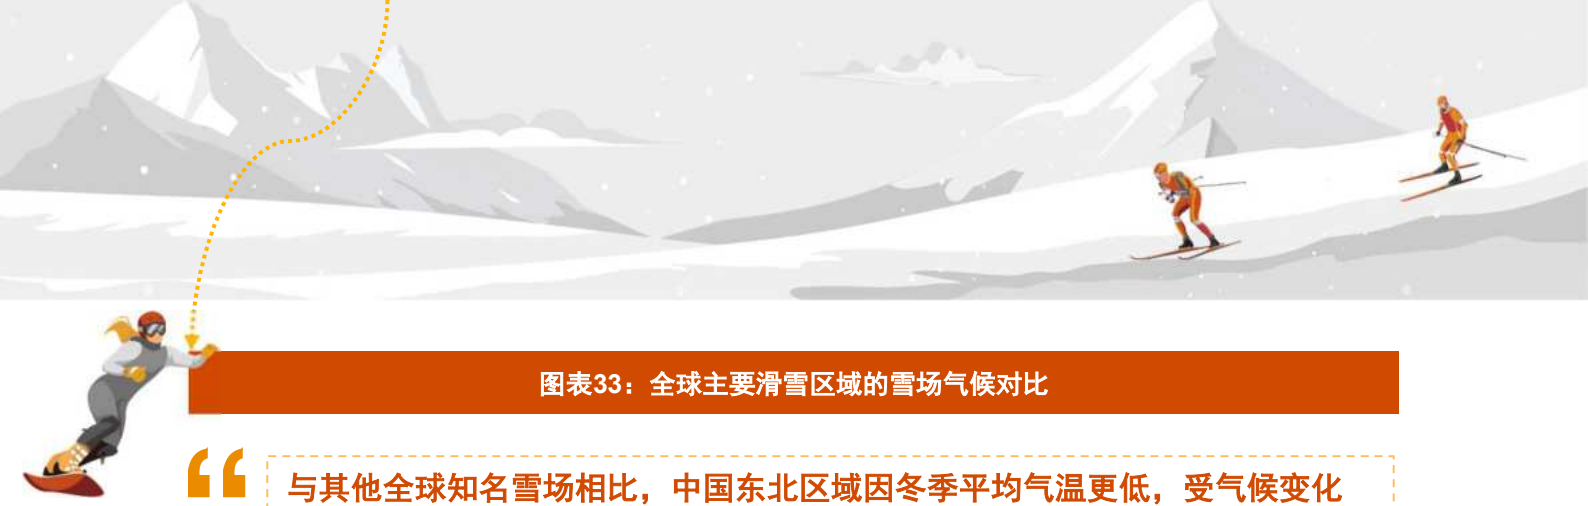 图表33：全球主要滑雪区域的雪场气候对比
“
与其他全球知名雪场相比，中国东北区域因冬季平均气温更低，受气候变化